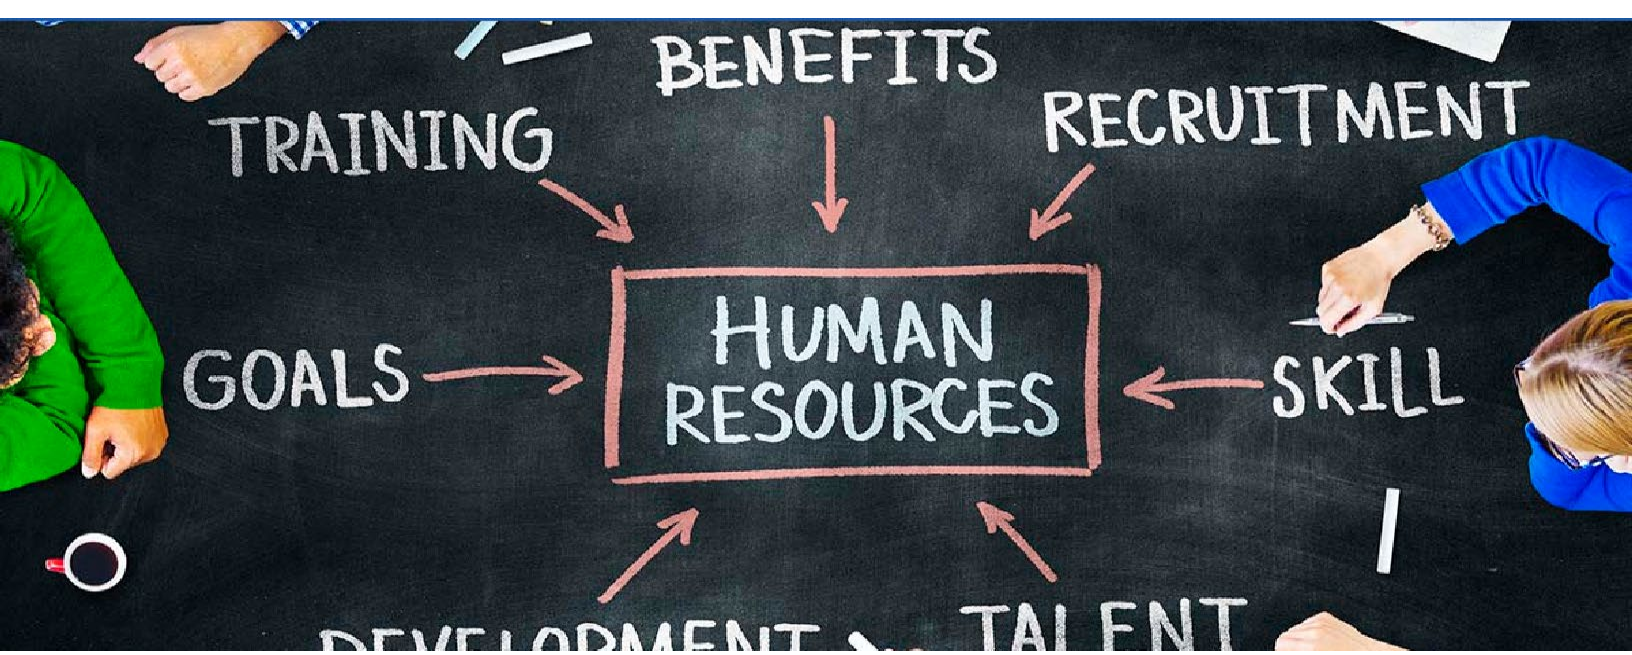 BENEFITS
RECRUITMENT
TRAINING
HUMAN
RESOURCES
GOALS
SKILL
DEVELOPMENT
TALENT